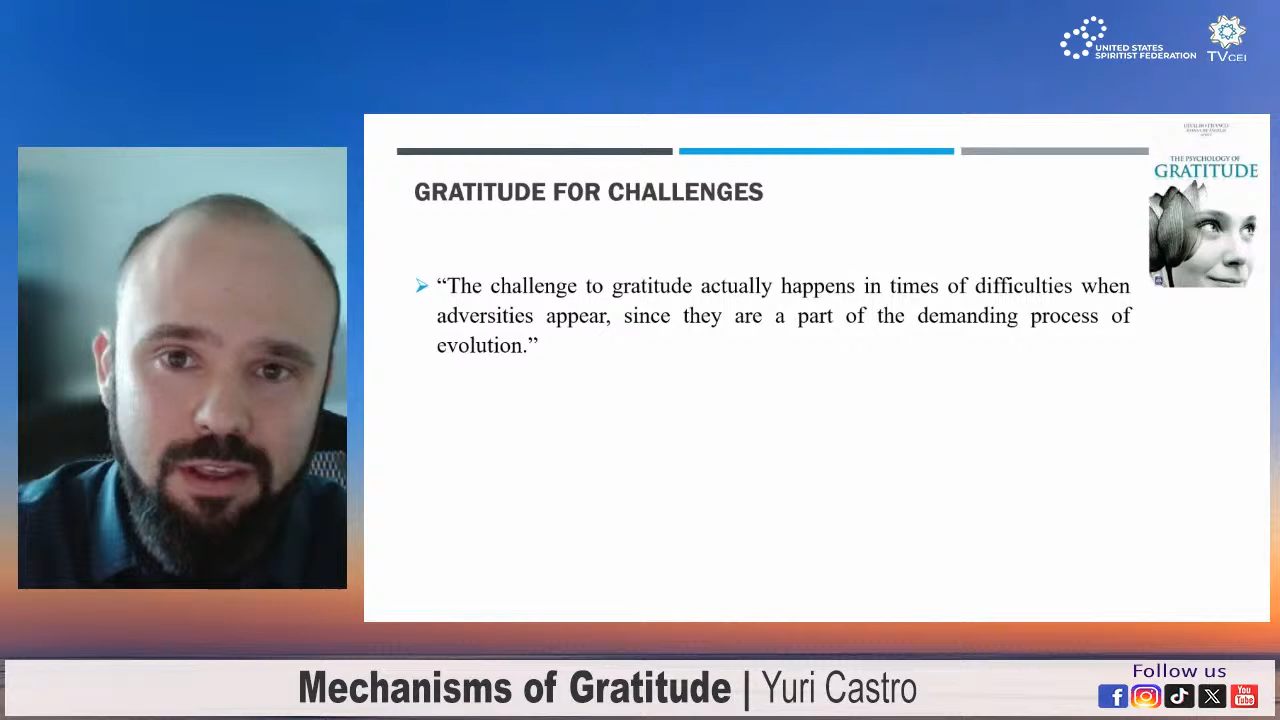 UNITED STATES
SPIRITIST FEDERATION
TVCEI
THE PSYCHOLOGY OF
GRATITUDE
GRATITUDE FOR CHALLENGES
➢ “The challenge to gratitude actually happens in times of difficulties when
adversities appear, since they are a part of the demanding process of
evolution.”
Mechanisms of Gratitude | Yuri Castro
Follow us
You
Tube